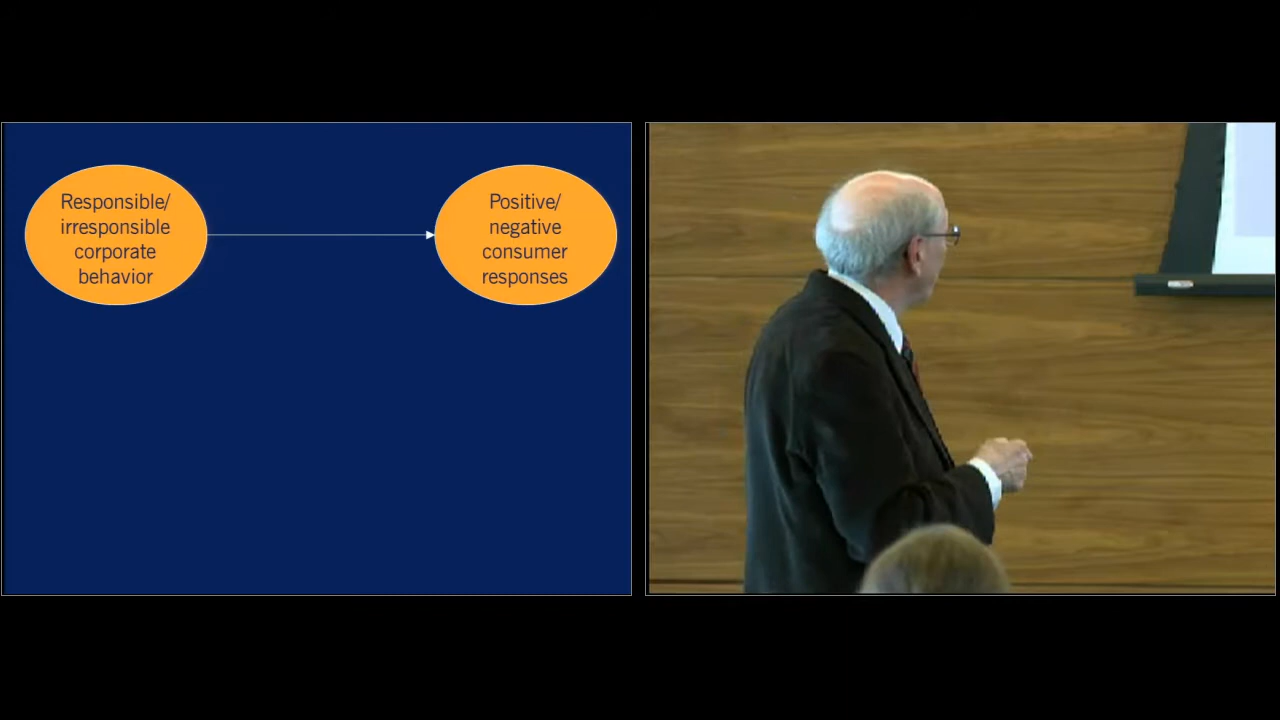 Responsible/
irresponsible
corporate
behavior
Positive/
negative
consumer
responses